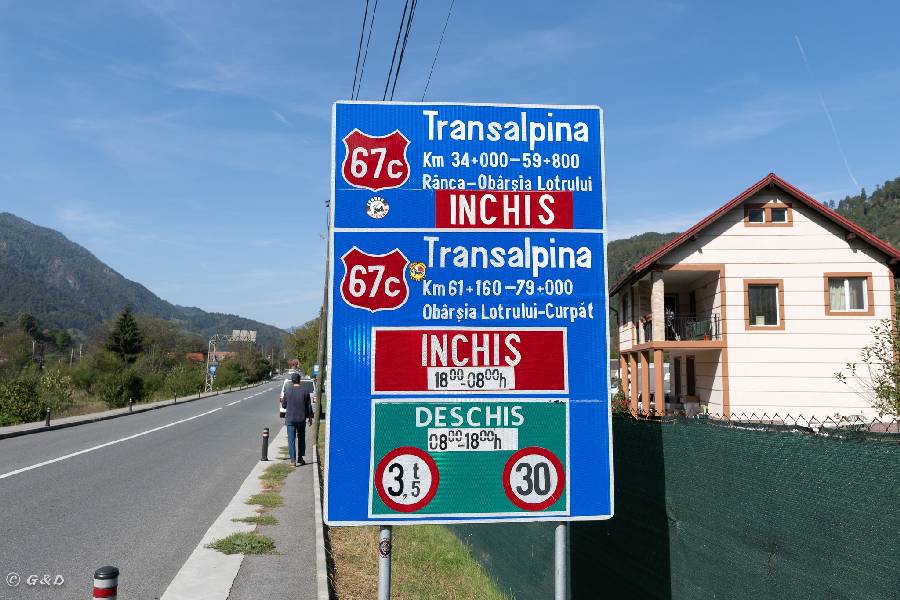 67c
Transalpina
Km 34+000-59+800
Rânca-Obârșia Lotrului
INCHIS
67c
Transalpina
Km 61+160-79+000
Obârșia Lotrului-Curpăt
INCHIS
18⁰⁰-08⁰⁰h
DESCHIS
08⁰⁰-18⁰⁰h
3,5 t
30
© G&D